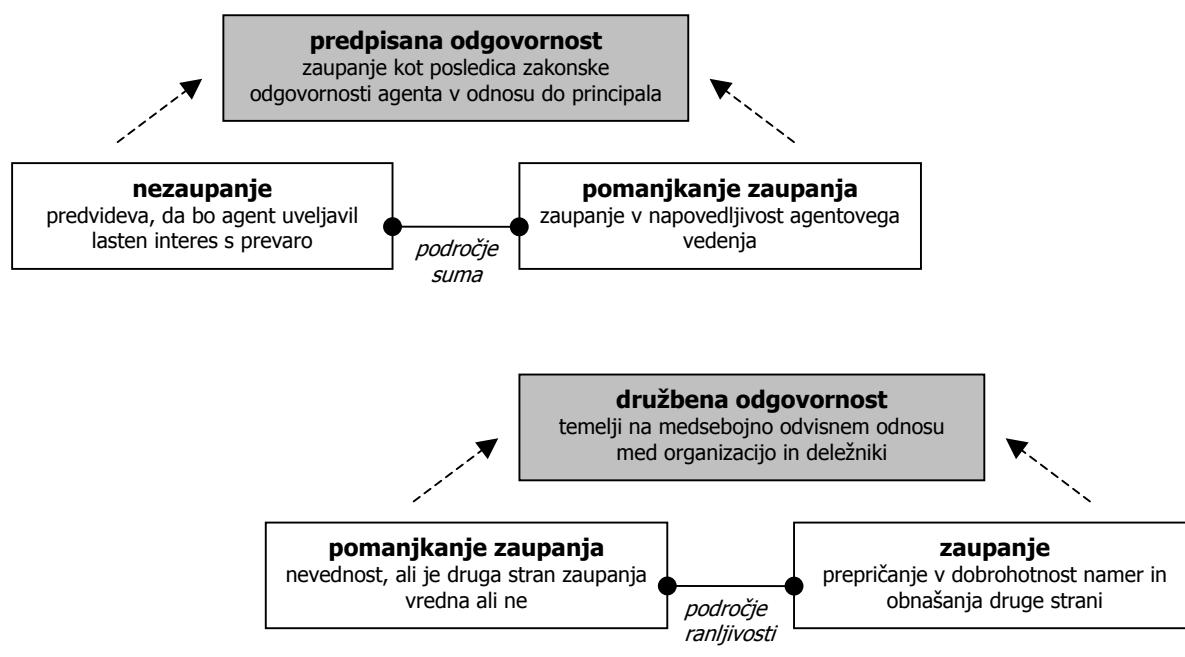 predpisana odgovornost
zaupanje kot posledica zakonske
odgovornosti agenta v odnosu do principala
nezaupanje
predvideva, da bo agent uveljavil
lasten interes s prevaro
področje
suma
pomanjkanje zaupanja
zaupanje v napovedljivost agentovega
vedenja
družbena odgovornost
temelji na medsebojno odvisnem odnosu
med organizacijo in deležniki
pomanjkanje zaupanja
nevednost, ali je druga stran zaupanja
vredna ali ne
področje
ranljivosti
zaupanje
prepričanje v dobrohotnost namer in
obnašanja druge strani